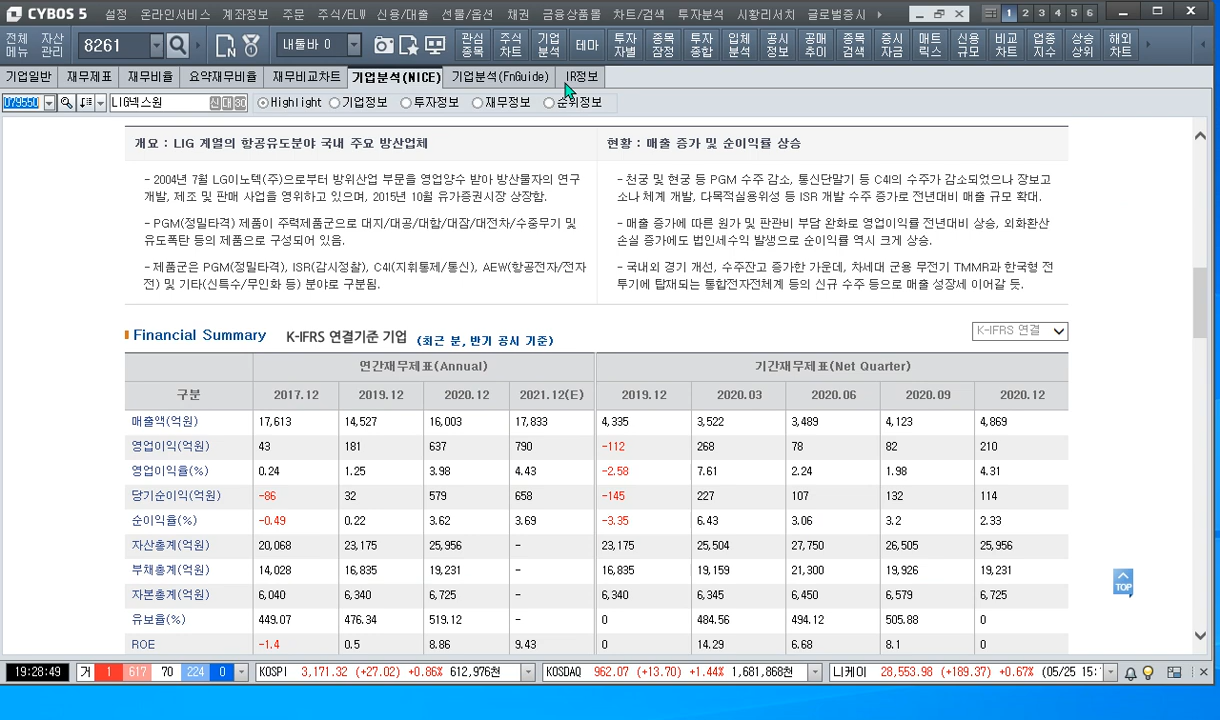 CYBOS 5 설정 온라인서비스 계좌정보 주문 주식/ELW 신용/대출 선물/옵션 채권 금융상품몰 차트/검색 투자분석 시황리서치 글로벌증시 1 2 3 4 5 6
전체메뉴 자산관리 8261 내툴바 0 관심종목 주식차트 기업분석 테마 투자자별 종목잠정 투자종합 입체분석 공시정보 공매추이 종목검색 증시자금 매트릭스 신용규모 비교차트 업종지수 상승상위 해외차트
기업일반 재무제표 재무비율 요약재무비율 재무비교차트 기업분석(NICE) 기업분석(FnGuide) IR정보
079550 LIG넥스원 신 대 30 Highlight 기업정보 투자정보 재무정보 순위정보
개요 : LIG 계열의 항공유도분야 국내 주요 방산업체
- 2004년 7월 LG이노텍(주)으로부터 방위산업 부문을 영업양수 받아 방산물자의 연구
개발, 제조 및 판매 사업을 영위하고 있으며, 2015년 10월 유가증권시장 상장함.
- PGM(정밀타격) 제품이 주력제품군으로 대지/대공/대함/대잠/대전차/수중무기 및
유도폭탄 등의 제품으로 구성되어 있음.
- 제품군은 PGM(정밀타격), ISR(감시정찰), C4I(지휘통제/통신), AEW(항공전자/전자
전) 및 기타(신특수/무인화 등) 분야로 구분됨.
현황 : 매출 증가 및 순이익률 상승
- 천궁 및 현궁 등 PGM 수주 감소, 통신단말기 등 C4I의 수주가 감소되었으나 장보고
소나 체계 개발, 다목적실용위성 등 ISR 개발 수주 증가로 전년대비 매출 규모 확대.
- 매출 증가에 따른 원가 및 판관비 부담 완화로 영업이익률 전년대비 상승, 외화환산
손실 증가에도 법인세수익 발생으로 순이익률 역시 크게 상승.
- 국내외 경기 개선, 수주잔고 증가한 가운데, 차세대 군용 무전기 TMMR과 한국형 전
투기에 탑재되는 통합전자전체계 등의 신규 수주 등으로 매출 성장세 이어갈 듯.
Financial Summary K-IFRS 연결기준 기업 (최근 분, 반기 공시 기준) K-IFRS 연결
연간재무제표(Annual) 기간재무제표(Net Quarter)
구분 2017.12 2019.12 2020.12 2021.12(E) 2019.12 2020.03 2020.06 2020.09 2020.12
매출액(억원) 17,613 14,527 16,003 17,833 4,335 3,522 3,489 4,123 4,869
영업이익(억원) 43 181 637 790 -112 268 78 82 210
영업이익률(%) 0.24 1.25 3.98 4.43 -2.58 7.61 2.24 1.98 4.31
당기순이익(억원) -86 32 579 658 -145 227 107 132 114
순이익률(%) -0.49 0.22 3.62 3.69 -3.35 6.43 3.06 3.2 2.33
자산총계(억원) 20,068 23,175 25,956 - 23,175 25,504 27,750 26,505 25,956
부채총계(억원) 14,028 16,835 19,231 - 16,835 19,159 21,300 19,926 19,231
자본총계(억원) 6,040 6,340 6,725 - 6,340 6,345 6,450 6,579 6,725
유보율(%) 449.07 476.34 519.12 - 0 484.56 494.12 505.88 0
ROE -1.4 0.5 8.86 9.43 0 14.29 6.68 8.1 0
TOP
19:28:49 거 1 617 70 224 0 KOSPI 3,171.32 (+27.02) +0.86% 612,976천 KOSDAQ 962.07 (+13.70) +1.44% 1,681,868천 니케이 28,553.98 (+189.37) +0.67% (05/25 15: